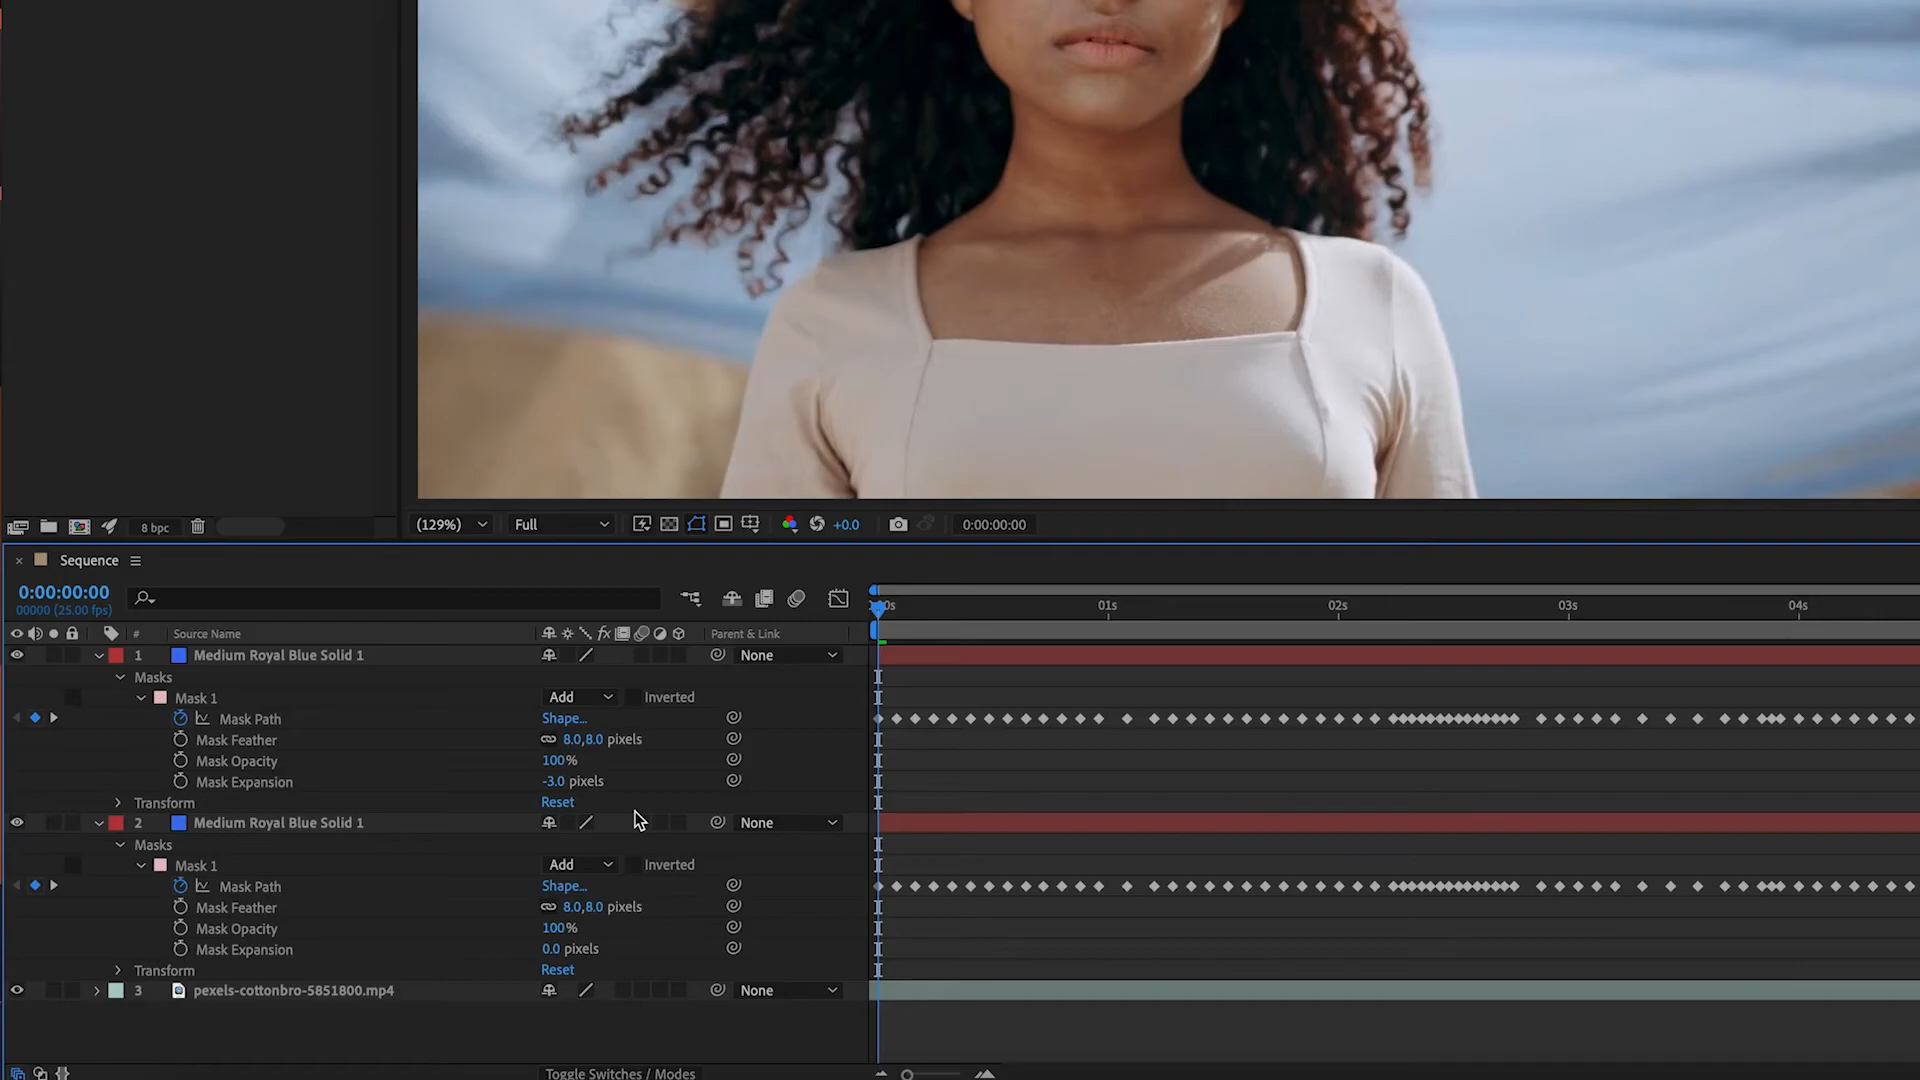 8 bpc
(129%) Full +0.0 0:00:00:00
Sequence
0:00:00:00
00000 (25.00 fps)
01s 02s 03s 04s
# Source Name fx Parent & Link
1 Medium Royal Blue Solid 1 None
Masks
Mask 1 Add Inverted
Mask Path Shape...
Mask Feather 8.0,8.0 pixels
Mask Opacity 100%
Mask Expansion -3.0 pixels
Transform Reset
2 Medium Royal Blue Solid 1 None
Masks
Mask 1 Add Inverted
Mask Path Shape...
Mask Feather 8.0,8.0 pixels
Mask Opacity 100%
Mask Expansion 0.0 pixels
Transform Reset
3 pexels-cottonbro-5851800.mp4 None
Toggle Switches / Modes